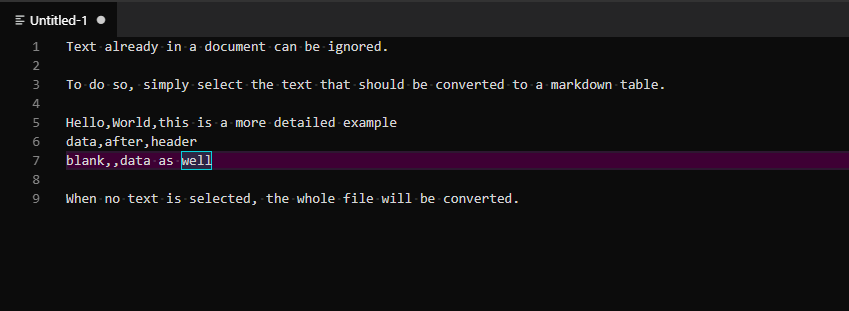 Untitled-1
1 Text already in a document can be ignored.
2
3 To do so, simply select the text that should be converted to a markdown table.
4
5 Hello,World,this is a more detailed example
6 data,after,header
7 blank,,data as well
8
9 When no text is selected, the whole file will be converted.